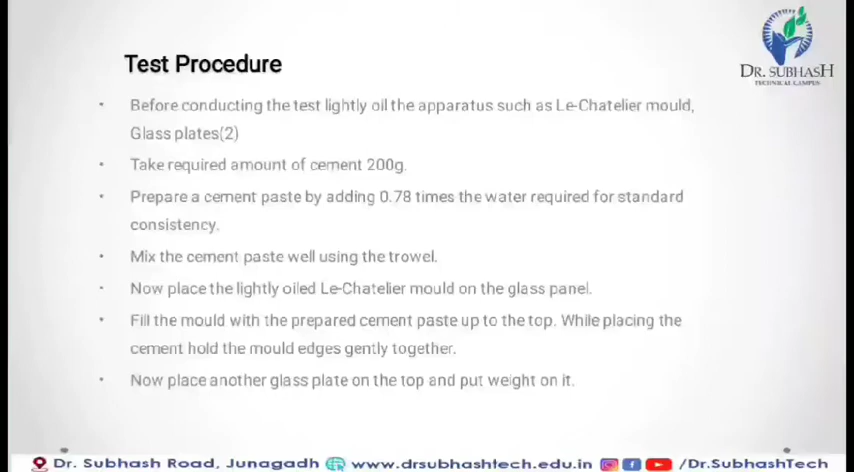 DR. SUBHASH
TECHNICAL CAMPUS
Test Procedure
• Before conducting the test lightly oil the apparatus such as Le-Chatelier mould,
Glass plates(2)
• Take required amount of cement 200g.
• Prepare a cement paste by adding 0.78 times the water required for standard
consistency.
• Mix the cement paste well using the trowel.
• Now place the lightly oiled Le-Chatelier mould on the glass panel.
• Fill the mould with the prepared cement paste up to the top. While placing the
cement hold the mould edges gently together.
• Now place another glass plate on the top and put weight on it.
Dr. Subhash Road, Junagadh www.drsubhashtech.edu.in /Dr.SubhashTech